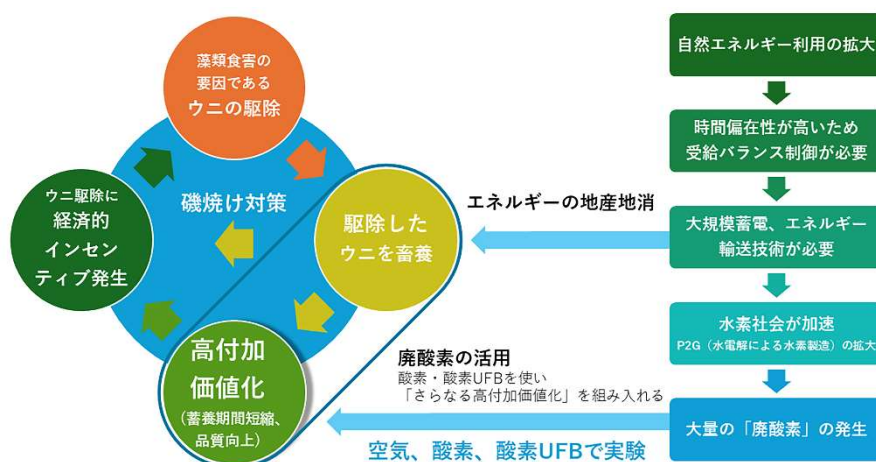 藻類食害の
要因である
ウニの駆除
磯焼け対策
ウニ駆除に
経済的
インセン
ティブ発生
駆除した
ウニを畜養
高付加
価値化
(蓄養期間短縮、
品質向上)
エネルギーの地産地消
廃酸素の活用
酸素・酸素UFBを使い
「さらなる高付加価値化」を組み入れる
空気、酸素、酸素UFBで実験
自然エネルギー利用の拡大
時間偏在性が高いため
受給バランス制御が必要
大規模蓄電、エネルギー
輸送技術が必要
水素社会が加速
P2G（水電解による水素製造）の拡大
大量の「廃酸素」の発生